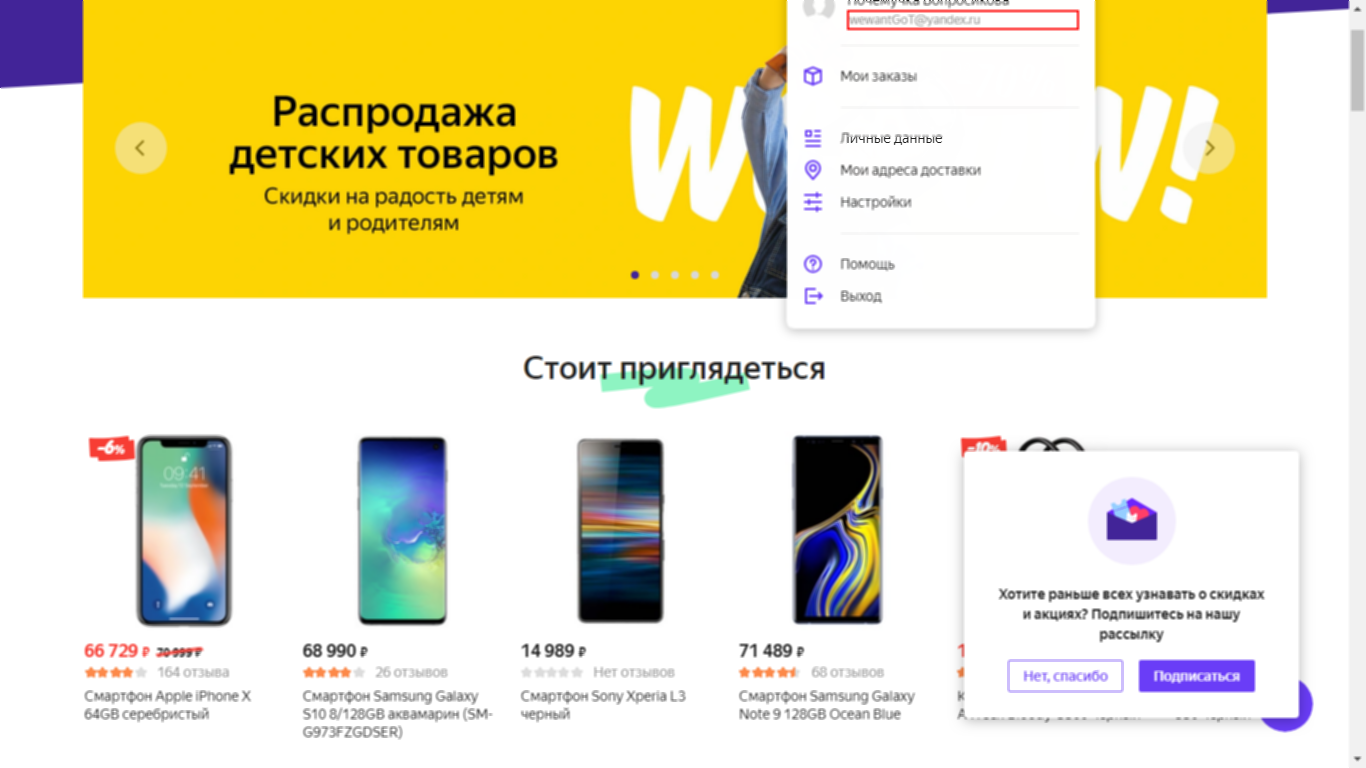 Почемучка Вопросикова
wewantGoT@yandex.ru
Мои заказы
Личные данные
Мои адреса доставки
Настройки
Помощь
Выход
Распродажа
детских товаров
Скидки на радость детям
и родителям
Стоит приглядеться
-6%
66 729 ₽ 70 999 ₽
164 отзыва
Смартфон Apple iPhone X
64GB серебристый
68 990 ₽
26 отзывов
Смартфон Samsung Galaxy
S10 8/128GB аквамарин (SM-
G973FZGDSER)
14 989 ₽
Нет отзывов
Смартфон Sony Xperia L3
черный
71 489 ₽
68 отзывов
Смартфон Samsung Galaxy
Note 9 128GB Ocean Blue
-10%
Хотите раньше всех узнавать о скидках
и акциях? Подпишитесь на нашу
рассылку
Нет, спасибо
Подписаться